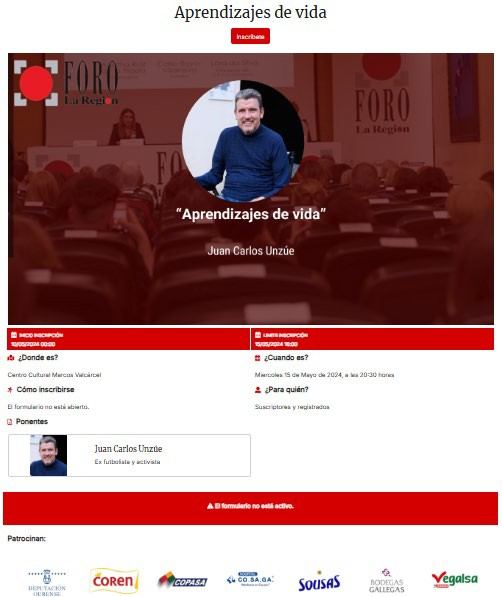 Aprendizajes de vida
Inscríbete
FORO
La Región
FORO
La Región
FORO
“Aprendizajes de vida”
Juan Carlos Unzúe
INICIO INSCRIPCIÓN
10/05/2024 00:00
LIMITE INSCRIPCIÓN
15/05/2024 16:00
¿Donde es?
Centro Cultural Marcos Valcárcel
¿Cuando es?
Miercoles 15 de Mayo de 2024, a las 20:30 horas
Cómo inscribirse
El formulario no está abierto.
¿Para quién?
Suscriptores y registrados
Ponentes
Juan Carlos Unzúe
Ex futbolista y activista
El formulario no está activo.
Patrocinan:
DEPUTACIÓN
OURENSE
COREN
COPASA
CO.SA.GA
SOUSAS
BODEGAS
GALLEGAS
Vegalsa